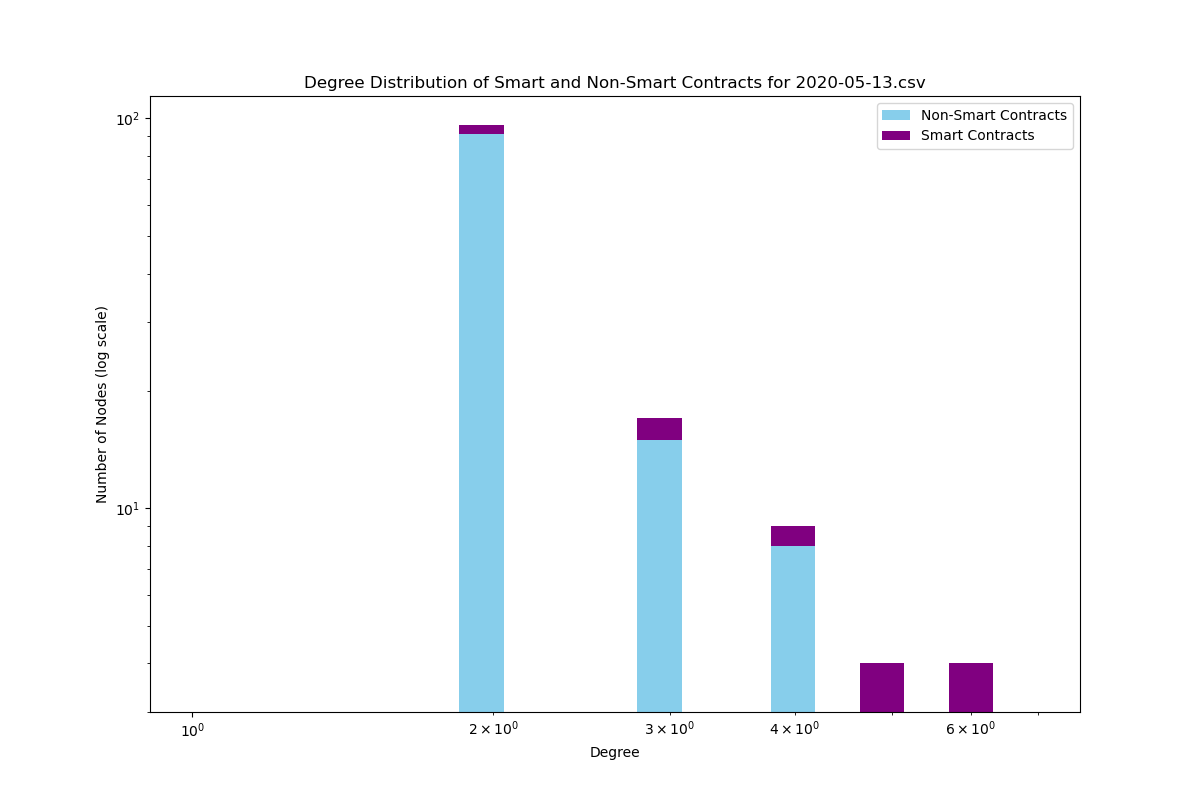 Degree Distribution of Smart and Non-Smart Contracts for 2020-05-13.csv
Non-Smart Contracts
Smart Contracts
Number of Nodes (log scale)
10²
10¹
10⁰
2 × 10⁰
3 × 10⁰
4 × 10⁰
6 × 10⁰
Degree